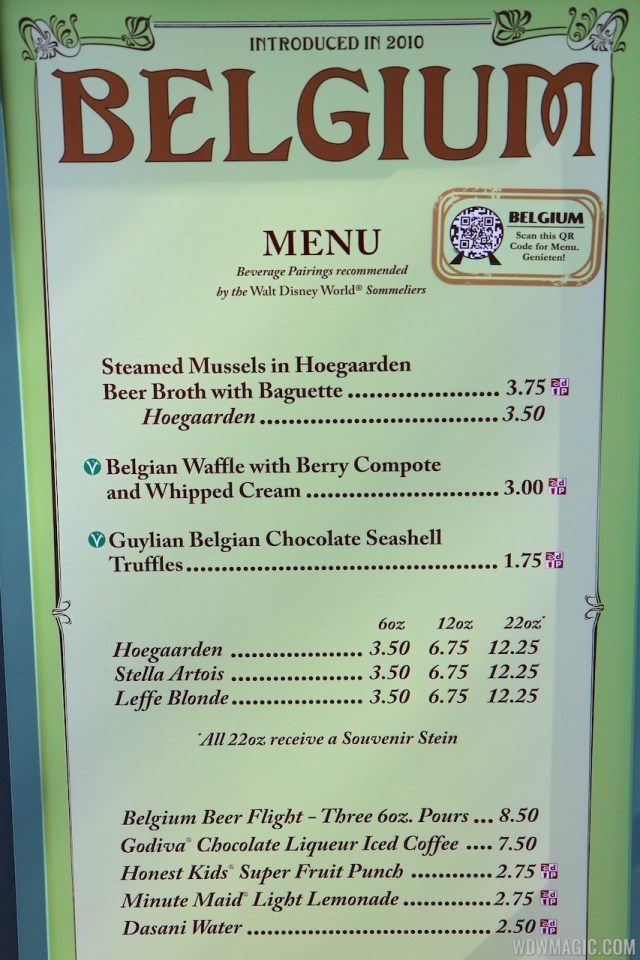 INTRODUCED IN 2010
BELGIUM
BELGIUM
Scan this QR
Code for Menu.
Genieten!
MENU
Beverage Pairings recommended
by the Walt Disney World® Sommeliers
Steamed Mussels in Hoegaarden
Beer Broth with Baguette ........................ 3.75
Hoegaarden ....................................... 3.50
V Belgian Waffle with Berry Compote
and Whipped Cream .............................. 3.00
V Guylian Belgian Chocolate Seashell
Truffles ................................................. 1.75
6oz 12oz 22oz*
Hoegaarden ..................... 3.50 6.75 12.25
Stella Artois ...................... 3.50 6.75 12.25
Leffe Blonde ..................... 3.50 6.75 12.25
*All 22oz receive a Souvenir Stein
Belgium Beer Flight – Three 6oz. Pours ... 8.50
Godiva® Chocolate Liqueur Iced Coffee .... 7.50
Honest Kids® Super Fruit Punch ............ 2.75
Minute Maid® Light Lemonade .............. 2.75
Dasani Water ....................................... 2.50
WDWMAGIC.COM